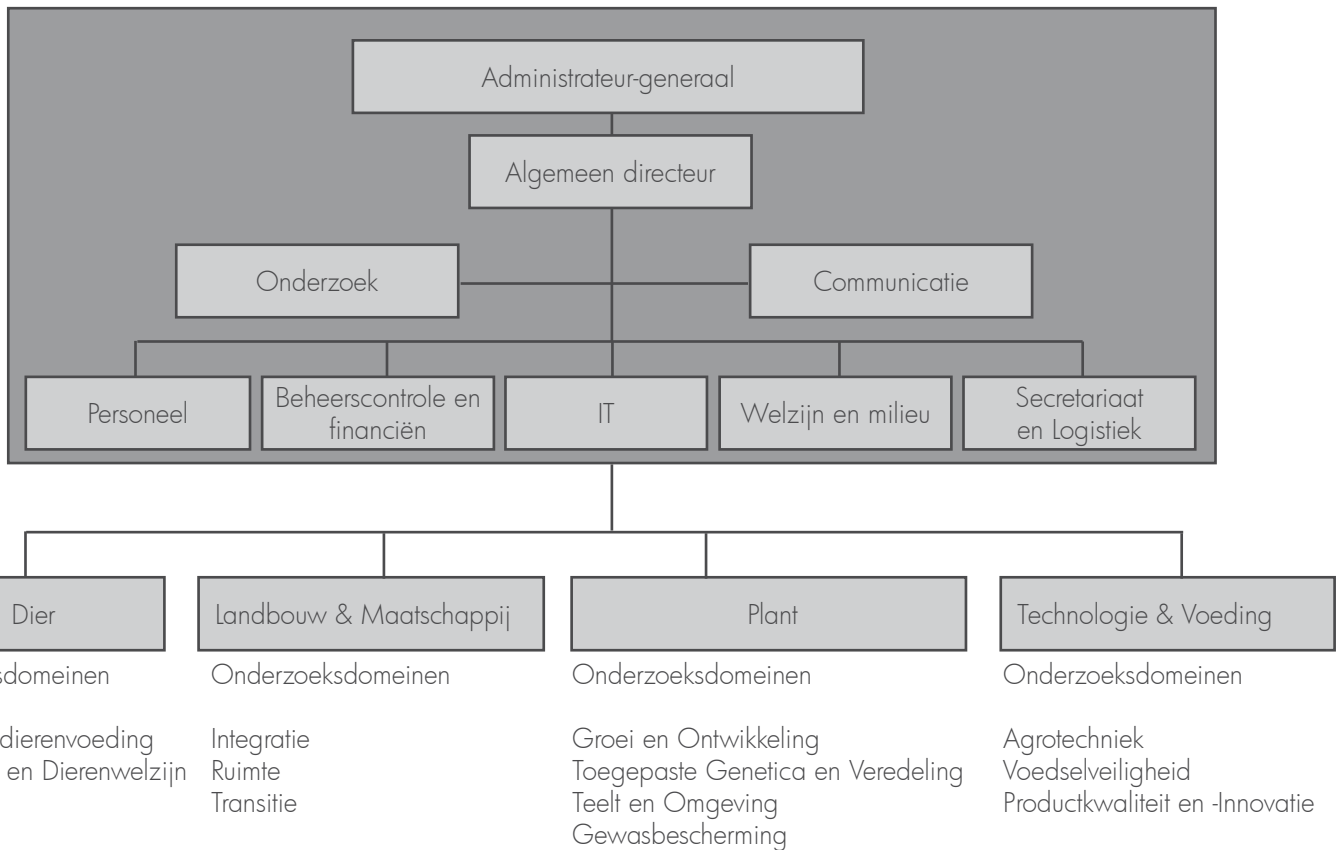 Administrateur-generaal
Algemeen directeur
Onderzoek
Communicatie
Personeel
Beheerscontrole en
financiën
IT
Welzijn en milieu
Secretariaat
en Logistiek
Dier
sdomeinen
dierenvoeding
en Dierenwelzijn
Landbouw & Maatschappij
Onderzoeksdomeinen
Integratie
Ruimte
Transitie
Plant
Onderzoeksdomeinen
Groei en Ontwikkeling
Toegepaste Genetica en Veredeling
Teelt en Omgeving
Gewasbescherming
Technologie & Voeding
Onderzoeksdomeinen
Agrotechniek
Voedselveiligheid
Productkwaliteit en -Innovatie